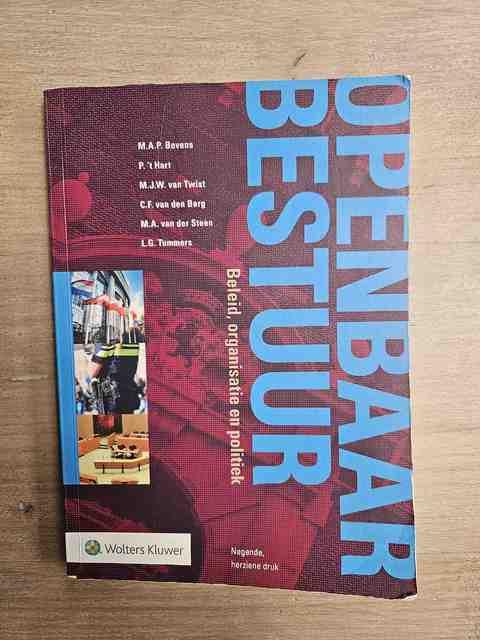 M.A.P. Bovens
P. 't Hart
M.J.W. van Twist
C.F. van den Berg
M.A. van der Steen
L.G. Tummers
OPENBAAR
BESTUUR
Beleid, organisatie en politiek
Wolters Kluwer
Negende,
herziene druk